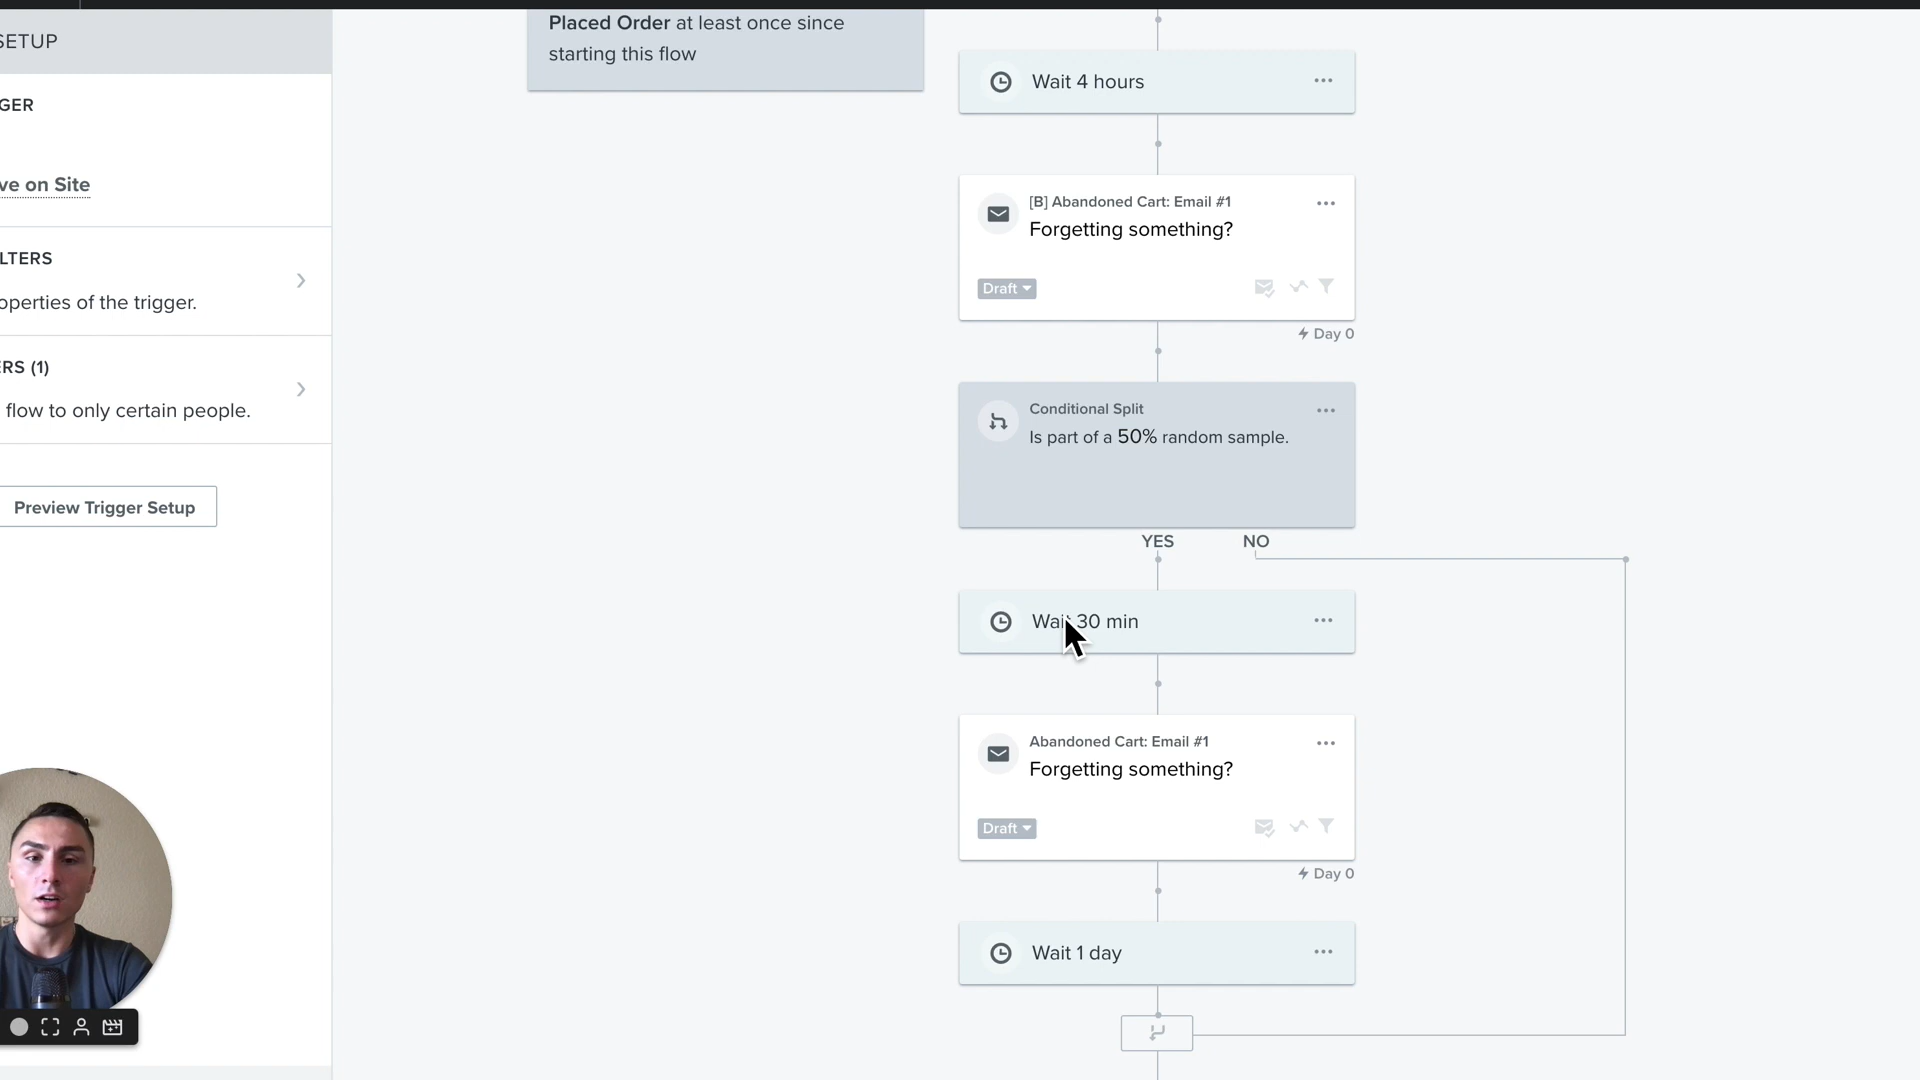 SETUP
GER
ve on Site
LTERS
operties of the trigger.
ERS (1)
flow to only certain people.
Preview Trigger Setup
Placed Order at least once since
starting this flow
Wait 4 hours
[B] Abandoned Cart: Email #1
Forgetting something?
Draft
Day 0
Conditional Split
Is part of a 50% random sample.
YES
NO
Wait 30 min
Abandoned Cart: Email #1
Forgetting something?
Draft
Day 0
Wait 1 day